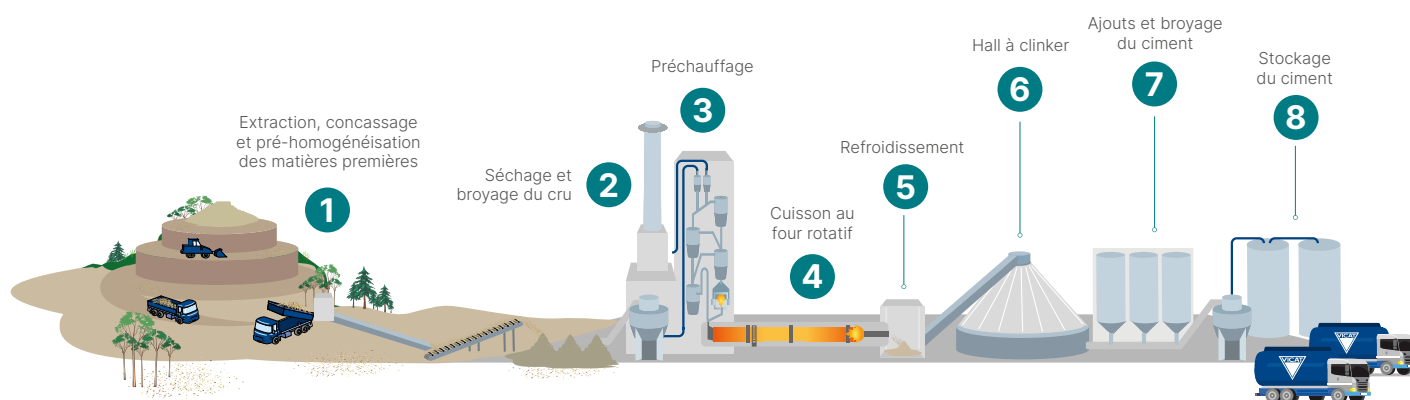 Extraction, concassage
et pré-homogénéisation
des matières premières
1
Séchage et
broyage du cru
2
Préchauffage
3
Cuisson au
four rotatif
4
Refroidissement
5
Hall à clinker
6
Ajouts et broyage
du ciment
7
Stockage
du ciment
8
VICAT
VICAT